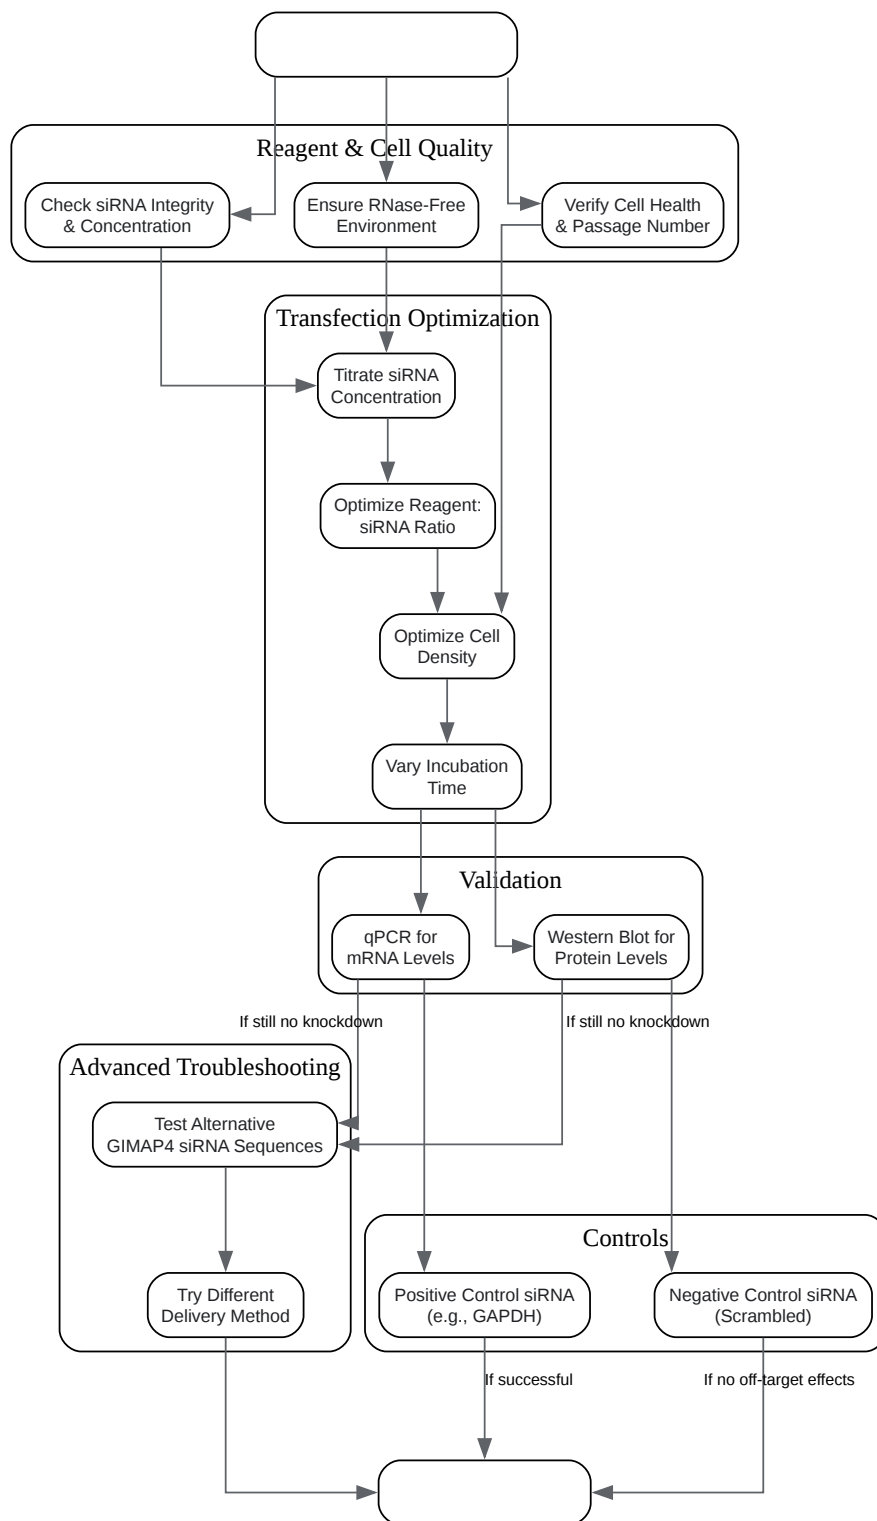 Reagent & Cell Quality
Check siRNA Integrity
& Concentration
Ensure RNase-Free
Environment
Verify Cell Health
& Passage Number
Transfection Optimization
Titrate siRNA
Concentration
Optimize Reagent:
siRNA Ratio
Optimize Cell
Density
Vary Incubation
Time
Validation
qPCR for
mRNA Levels
Western Blot for
Protein Levels
If still no knockdown
If still no knockdown
Advanced Troubleshooting
Test Alternative
GIMAP4 siRNA Sequences
Try Different
Delivery Method
Controls
Positive Control siRNA
(e.g., GAPDH)
Negative Control siRNA
(Scrambled)
If successful
If no off-target effects